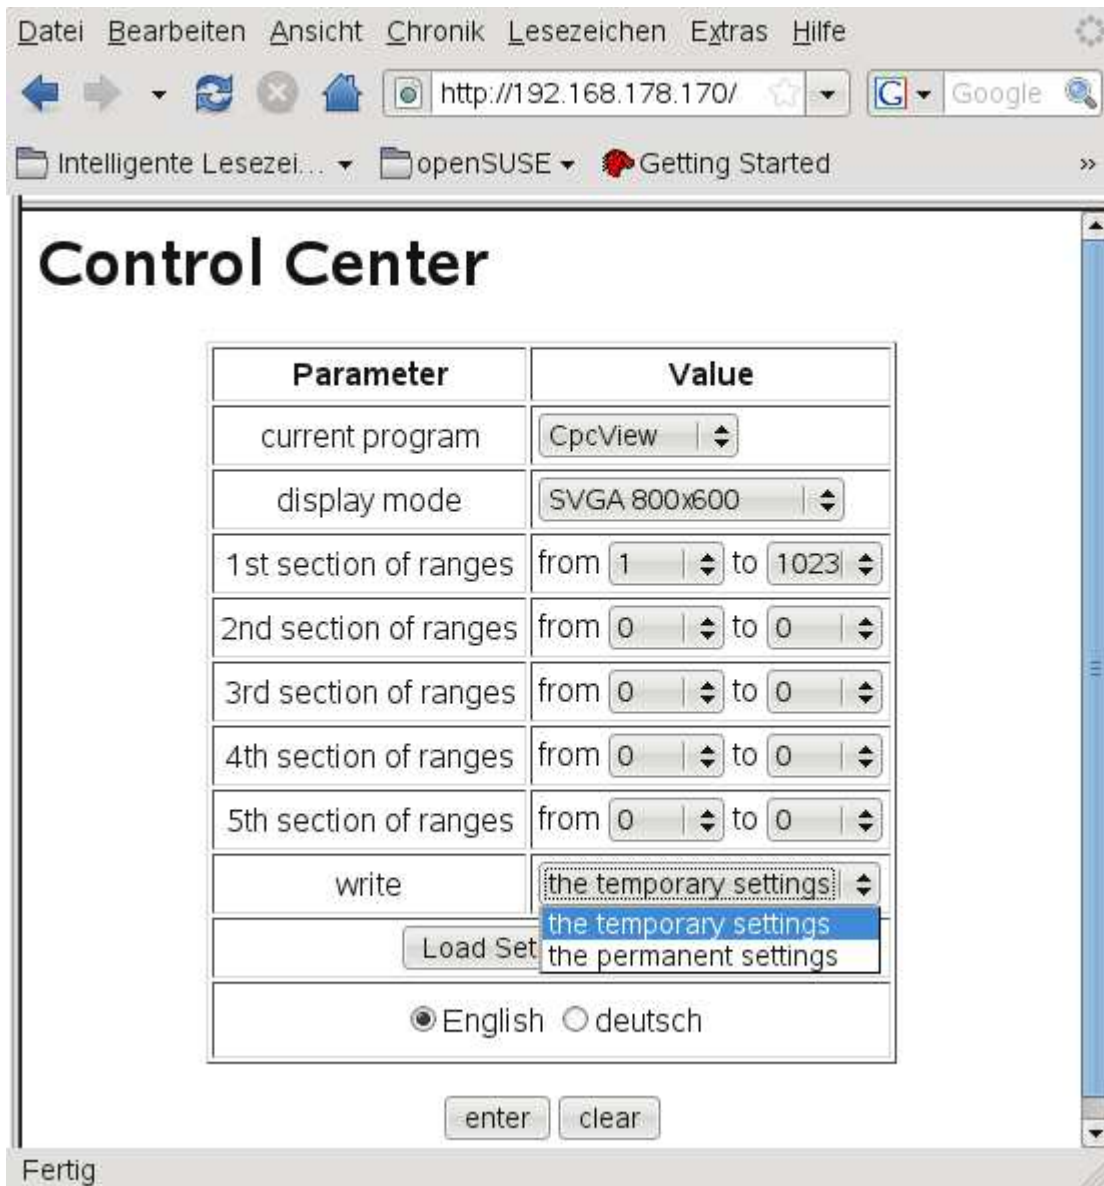 Datei Bearbeiten Ansicht Chronik Lesezeichen Extras Hilfe
http://192.168.178.170/ G Google
Intelligente Lesezei... openSUSE Getting Started »
Control Center
Parameter Value
current program CpcView
display mode SVGA 800x600
1st section of ranges from 1 to 1023
2nd section of ranges from 0 to 0
3rd section of ranges from 0 to 0
4th section of ranges from 0 to 0
5th section of ranges from 0 to 0
write the temporary settings
the temporary settings
Load Set the permanent settings
English deutsch
enter clear
Fertig